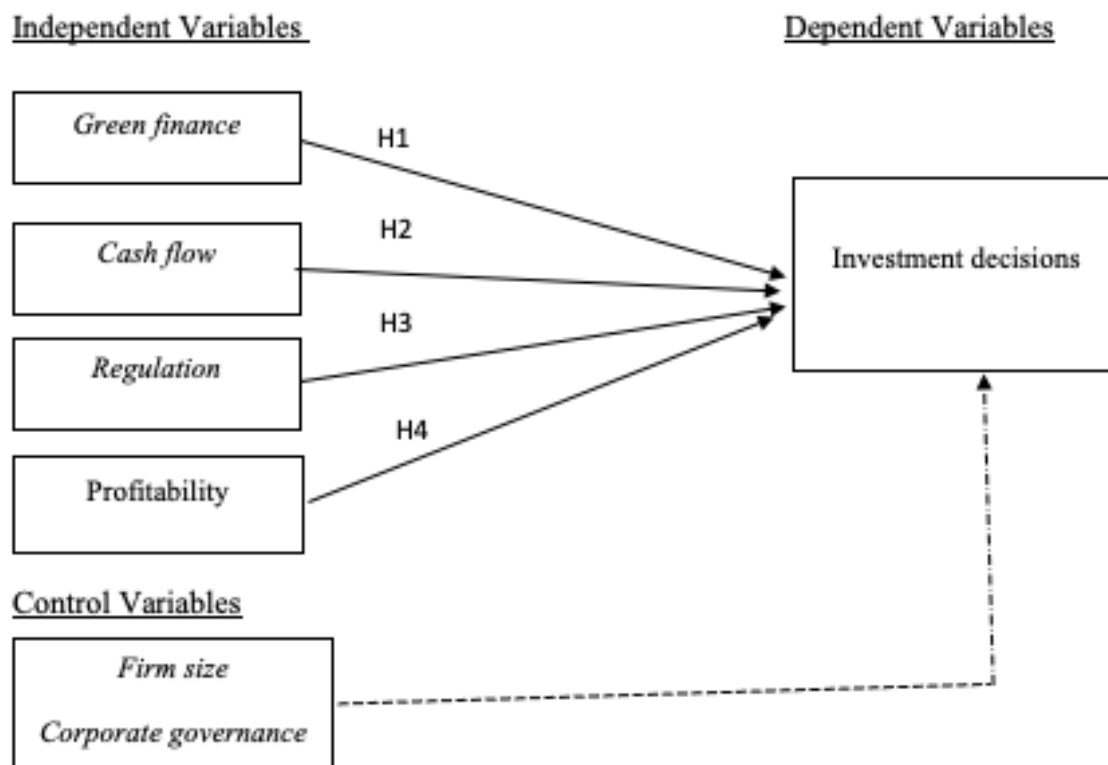 Independent Variables
Dependent Variables
Green finance
H1
Cash flow
H2
Investment decisions
Regulation
H3
Profitability
H4
Control Variables
Firm size
Corporate governance